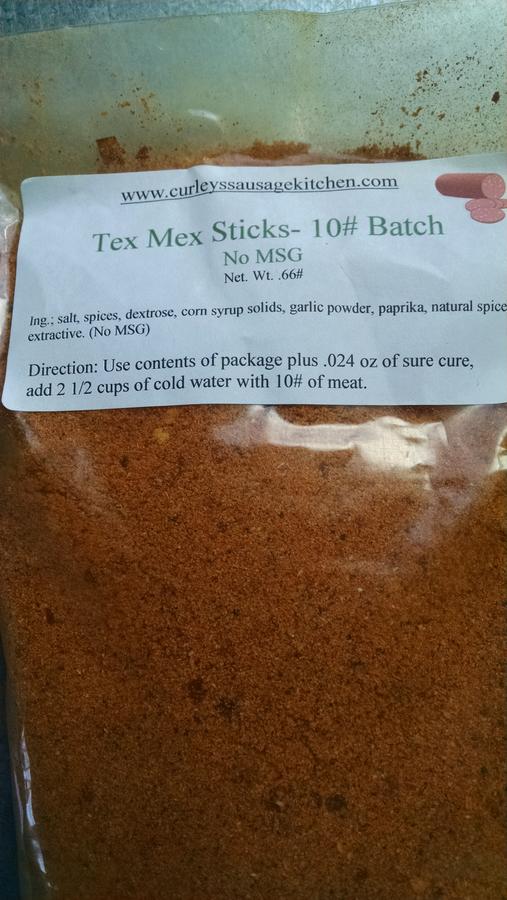 www.curleyssausagekitchen.com
Tex Mex Sticks- 10# Batch
No MSG
Net. Wt. .66#
Ing.; salt, spices, dextrose, corn syrup solids, garlic powder, paprika, natural spice
extractive. (No MSG)
Direction: Use contents of package plus .024 oz of sure cure,
add 2 1/2 cups of cold water with 10# of meat.